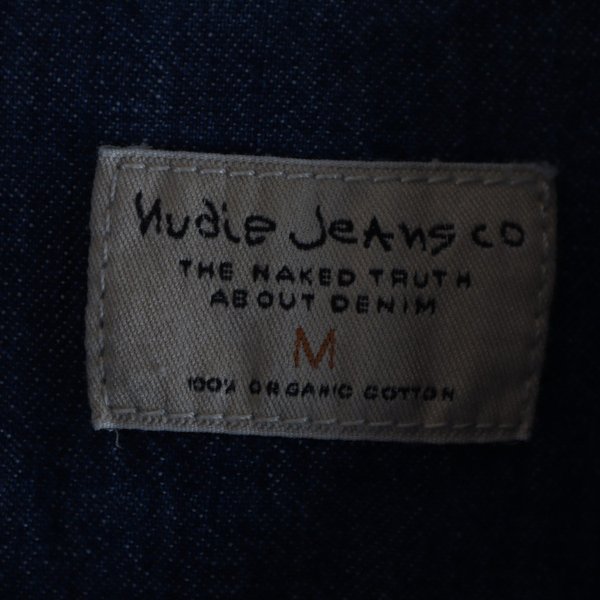 Nudie Jeans co
THE NAKED TRUTH
ABOUT DENIM
M
100% ORGANIC COTTON